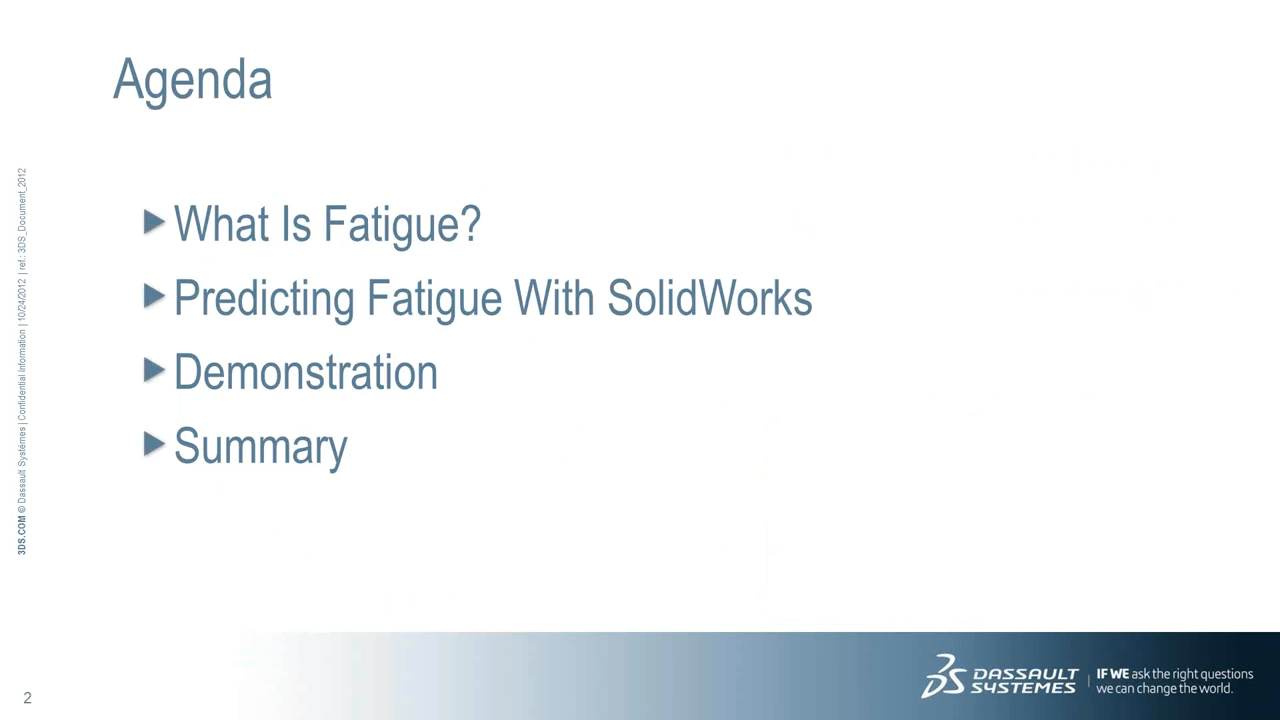 Agenda
3DS.COM © Dassault Systèmes | Confidential Information | 10/24/2012 | ref.: 3DS_Document_2012
What Is Fatigue?
Predicting Fatigue With SolidWorks
Demonstration
Summary
2
DASSAULT
SYSTEMES
IF WE ask the right questions
we can change the world.